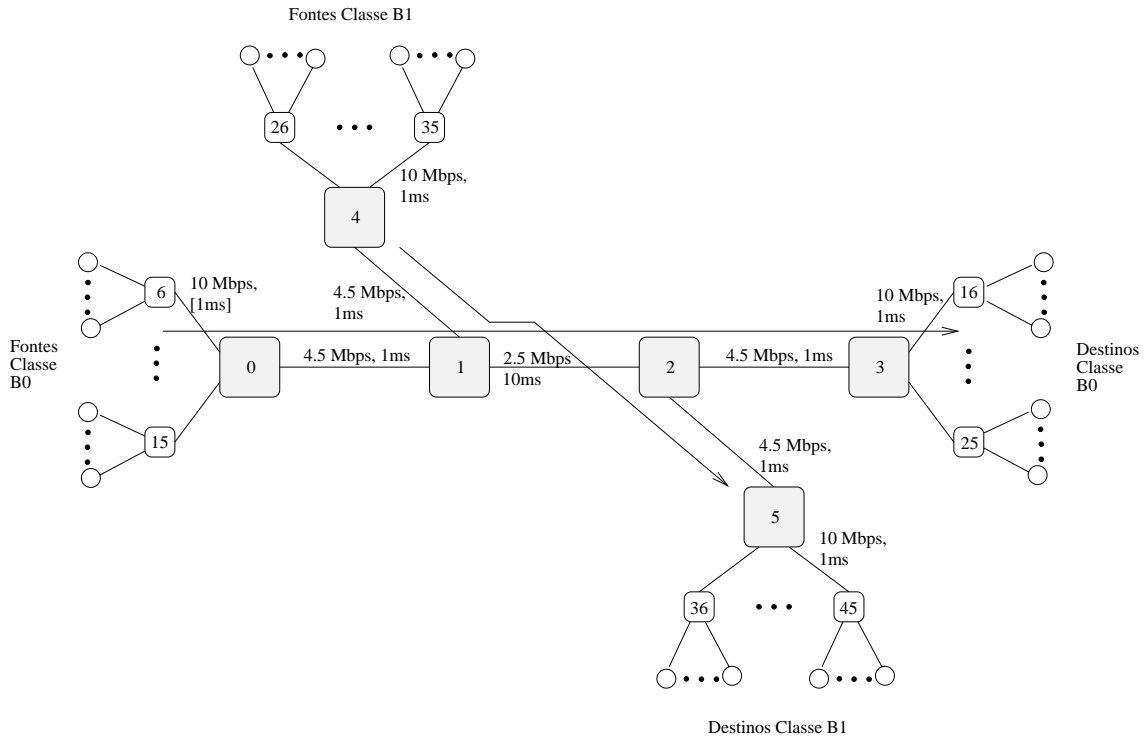 Fontes Classe B1
26
35
10 Mbps,
1ms
4
6
10 Mbps,
[1ms]
4.5 Mbps,
1ms
10 Mbps,
1ms
16
Fontes
Classe
B0
0
4.5 Mbps, 1ms
1
2.5 Mbps
10ms
2
4.5 Mbps, 1ms
3
Destinos
Classe
B0
15
25
4.5 Mbps,
1ms
5
10 Mbps,
1ms
36
45
Destinos Classe B1